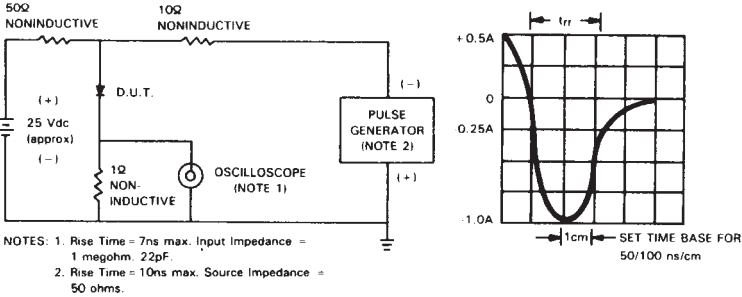 50Ω
NONINDUCTIVE
10Ω
NONINDUCTIVE
(+)
25 Vdc
(approx)
(−)
D.U.T.
1Ω
NON-
INDUCTIVE
OSCILLOSCOPE
(NOTE 1)
(−)
PULSE
GENERATOR
(NOTE 2)
(+)
NOTES: 1. Rise Time = 7ns max. Input Impedance =
1 megohm. 22pF.
2. Rise Time = 10ns max. Source Impedance =
50 ohms.
trr
+0.5A
0
0.25A
-1.0A
1cm
SET TIME BASE FOR
50/100 ns/cm